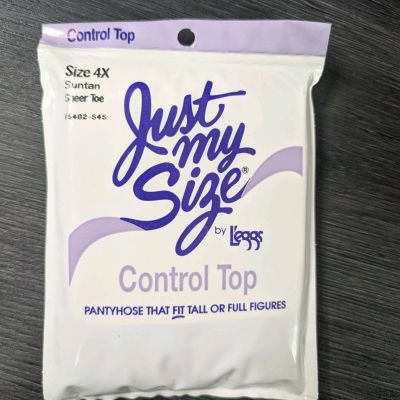 Control Top
Size 4X
Suntan
Sheer Toe
Just
my
Size®
by L'eggs
Control Top
PANTYHOSE THAT FIT TALL OR FULL FIGURES